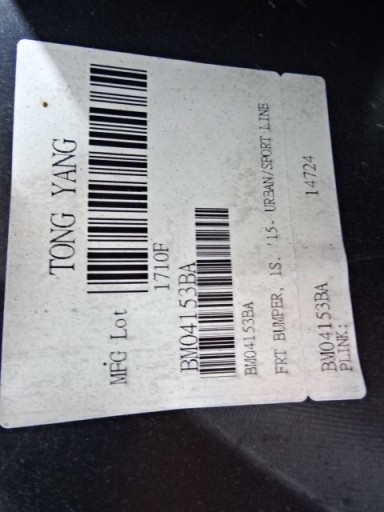 TONG YANG
MFG Lot
1710F
BM04153BA
BM04153BA
FRT BUMPER, 1S. '15- URBAN/SPORT LINE
14724
BM04153BA
PLINK: